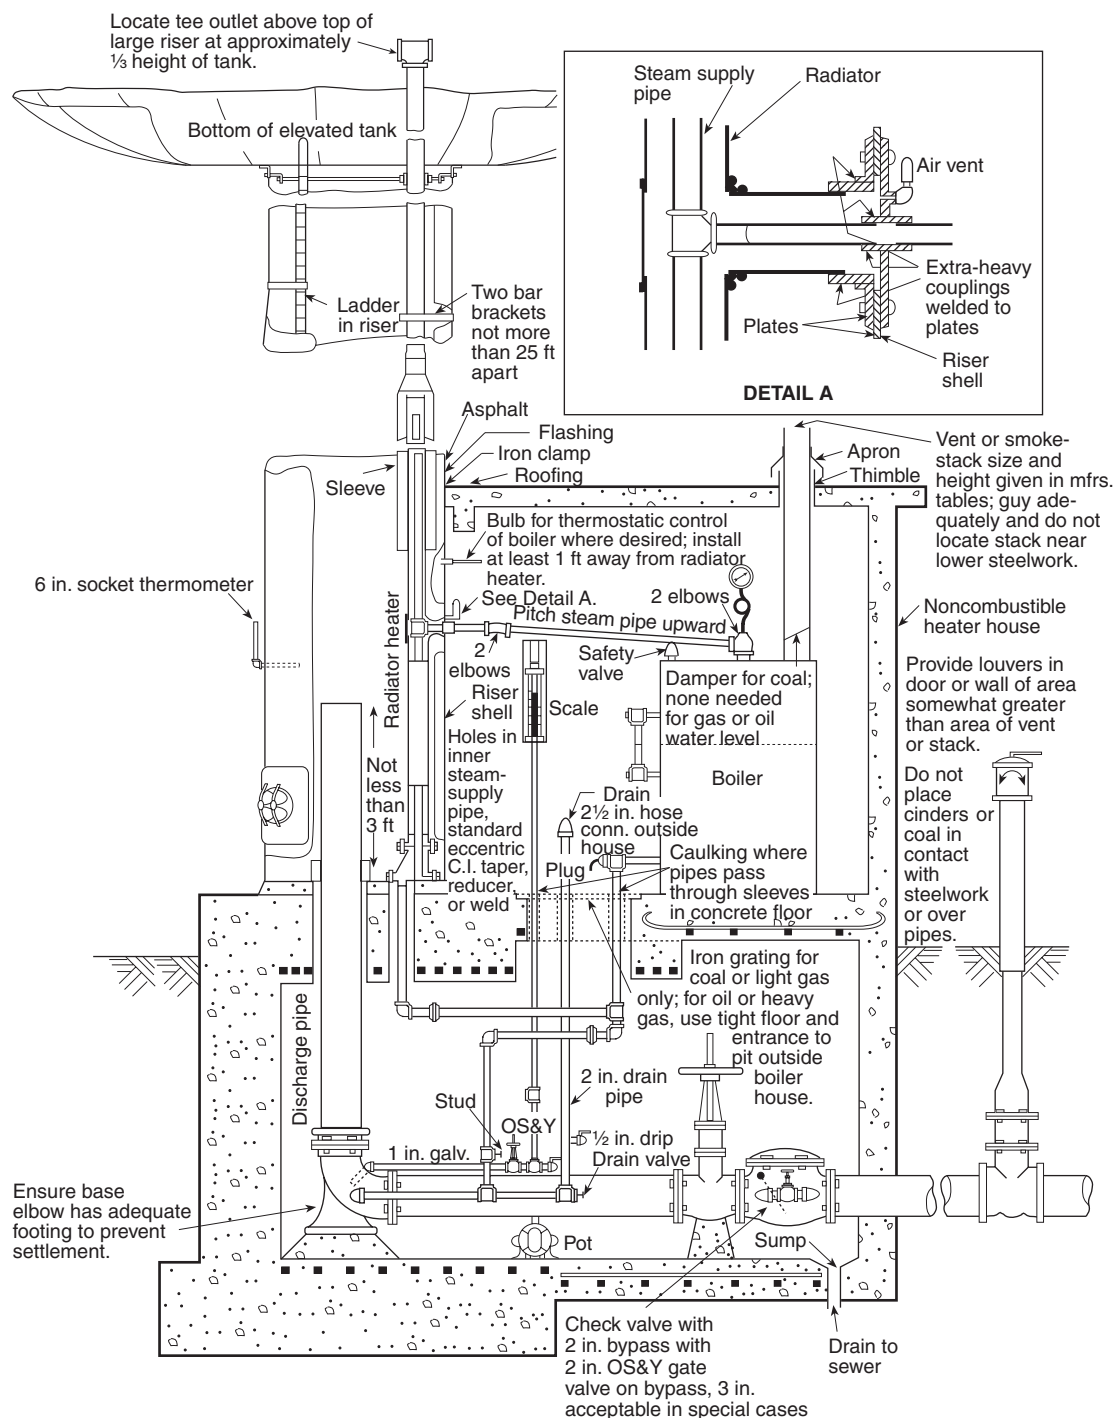 Locate tee outlet above top of
large riser at approximately
⅓ height of tank.
Bottom of elevated tank
Ladder
in riser
Two bar
brackets
not more
than 25 ft
apart
Steam supply
pipe
Radiator
Air vent
Extra-heavy
couplings
welded to
plates
Plates
Riser
shell
DETAIL A
Asphalt
Flashing
Iron clamp
Roofing
Sleeve
Apron
Thimble
Vent or smoke-
stack size and
height given in mfrs.
tables; guy ade-
quately and do not
locate stack near
lower steelwork.
Bulb for thermostatic control
of boiler where desired; install
at least 1 ft away from radiator
heater.
See Detail A.
2 elbows
Pitch steam pipe upward
6 in. socket thermometer
Radiator heater
2
elbows
Safety
valve
Noncombustible
heater house
Riser
shell
Scale
Damper for coal;
none needed
for gas or oil
water level
Boiler
Provide louvers in
door or wall of area
somewhat greater
than area of vent
or stack.
Not
less
than
3 ft
Holes in
inner
steam-
supply
pipe,
standard
eccentric
C.I. taper,
reducer,
or weld
Drain
2½ in. hose
conn. outside
house
Plug
Caulking where
pipes pass
through sleeves
in concrete floor
Do not
place
cinders or
coal in
contact
with
steelwork
or over
pipes.
Iron grating for
coal or light gas
only; for oil or heavy
gas, use tight floor and
entrance to
pit outside
boiler
house.
Discharge pipe
2 in. drain
pipe
Stud
OS&Y
1 in. galv.
½ in. drip
Drain valve
Ensure base
elbow has adequate
footing to prevent
settlement.
Pot
Sump
Check valve with
2 in. bypass with
2 in. OS&Y gate
valve on bypass, 3 in.
acceptable in special cases
Drain to
sewer